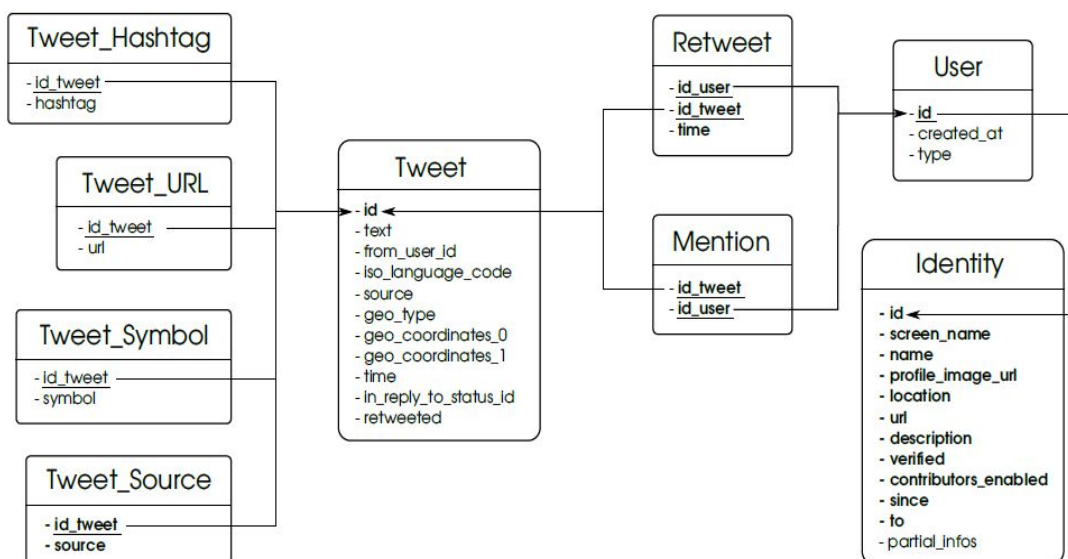 Tweet_Hashtag
- id_tweet
- hashtag
Tweet_URL
- id_tweet
- url
Tweet_Symbol
- id_tweet
- symbol
Tweet_Source
- id_tweet
- source
Tweet
- id
- text
- from_user_id
- iso_language_code
- source
- geo_type
- geo_coordinates_0
- geo_coordinates_1
- time
- in_reply_to_status_id
- retweeted
Retweet
- id_user
- id_tweet
- time
Mention
- id_tweet
- id_user
User
- id
- created_at
- type
Identity
- id
- screen_name
- name
- profile_image_url
- location
- url
- description
- verified
- contributors_enabled
- since
- to
- partial_infos